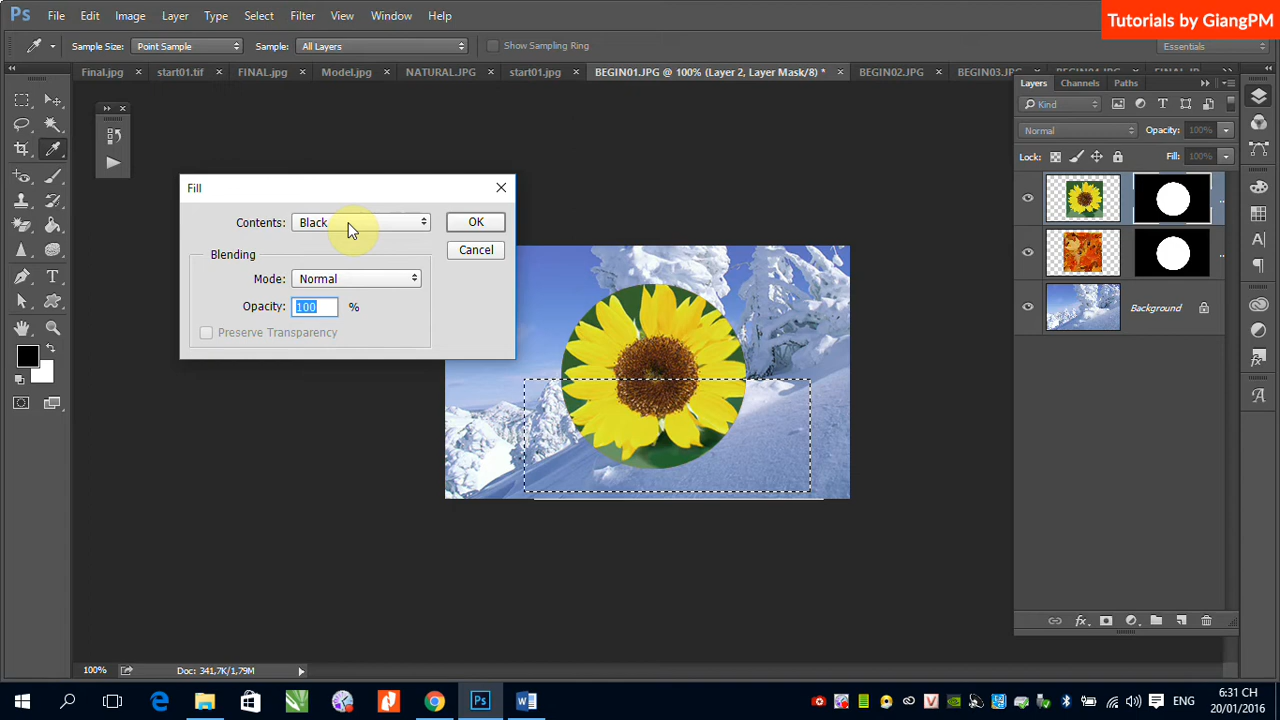 Ps File Edit Image Layer Type Select Filter View Window Help
Tutorials by GiangPM
Sample Size: Point Sample Sample: All Layers Show Sampling Ring Essentials
Final.jpg × start01.tif × FINAL.jpg × Model.jpg × NATURAL.JPG × start01.jpg × BEGIN01.JPG @ 100% (Layer 2, Layer Mask/8) * × BEGIN02.JPG × BEGIN03.JPG
Layers Channels Paths
Kind
Normal Opacity: 100%
Lock: Fill: 100%
Background
Fill
Contents: Black OK
Blending Cancel
Mode: Normal
Opacity: 100 %
Preserve Transparency
100% Doc: 341,7K/1,79M
ENG 6:31 CH
20/01/2016